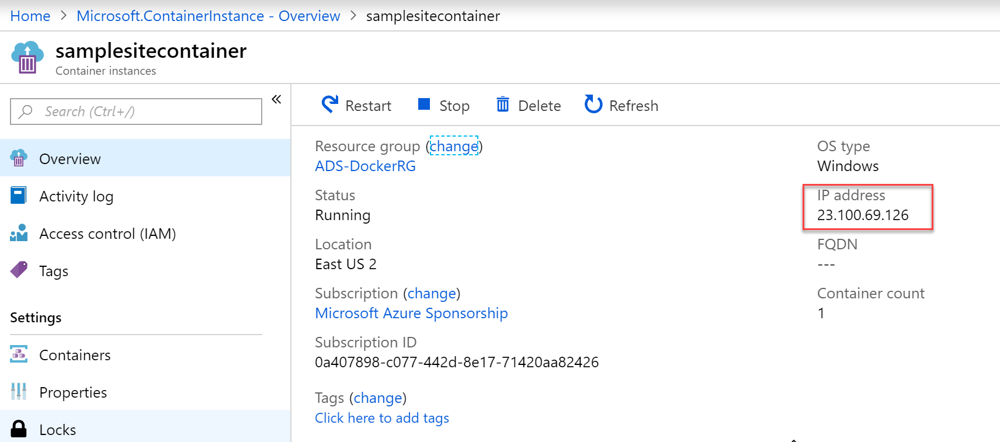 Home > Microsoft.ContainerInstance - Overview > samplesitecontainer
samplesitecontainer
Container instances
Search (Ctrl+/)
«
Overview
Activity log
Access control (IAM)
Tags
Settings
Containers
Properties
Locks
Restart Stop Delete Refresh
Resource group (change)
ADS-DockerRG
Status
Running
Location
East US 2
Subscription (change)
Microsoft Azure Sponsorship
Subscription ID
0a407898-c077-442d-8e17-71420aa82426
Tags (change)
Click here to add tags
OS type
Windows
IP address
23.100.69.126
FQDN
---
Container count
1